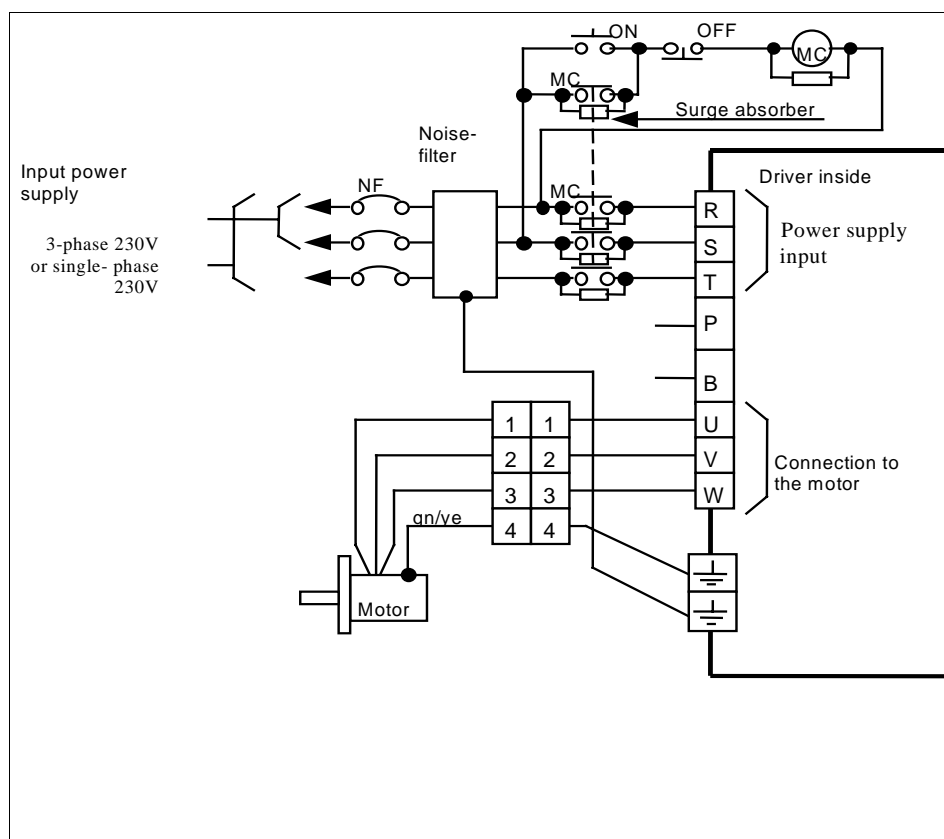 ON
OFF
MC
MC
Surge absorber
Noise-
filter
Input power
supply
NF
MC
Driver inside
R
Power supply
input
S
3-phase 230V
or single- phase
230V
T
P
B
1 1
U
2 2
V
Connection to
the motor
3 3
W
gn/ye
4 4
Motor